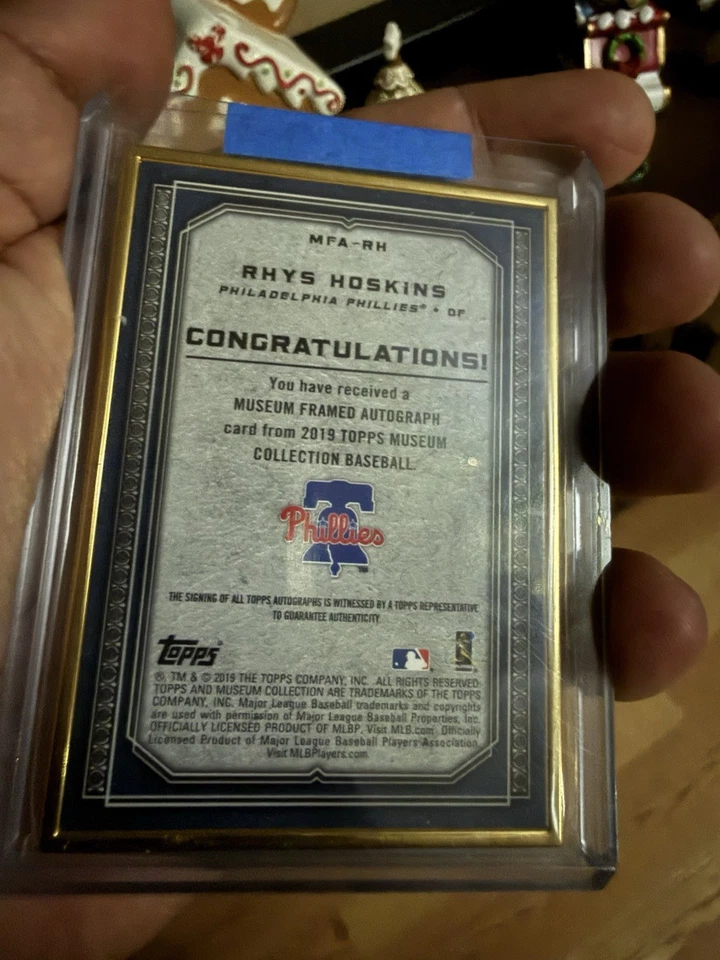 MFA-RH
RHYS HOSKINS
PHILADELPHIA PHILLIES® • OF
CONGRATULATIONS!
You have received a
MUSEUM FRAMED AUTOGRAPH
card from 2019 TOPPS MUSEUM
COLLECTION BASEBALL.
Phillies
TM
THE SIGNING OF ALL TOPPS AUTOGRAPHS IS WITNESSED BY A TOPPS REPRESENTATIVE
TO GUARANTEE AUTHENTICITY.
TOPPS®
®, TM & © 2019 THE TOPPS COMPANY, INC. ALL RIGHTS RESERVED.
TOPPS AND MUSEUM COLLECTION ARE TRADEMARKS OF THE TOPPS
COMPANY, INC. Major League Baseball trademarks and copyrights
are used with permission of Major League Baseball Properties, Inc.
OFFICIALLY LICENSED PRODUCT OF MLBP. Visit MLB.com. Officially
Licensed Product of Major League Baseball Players Association
Visit MLBPlayers.com